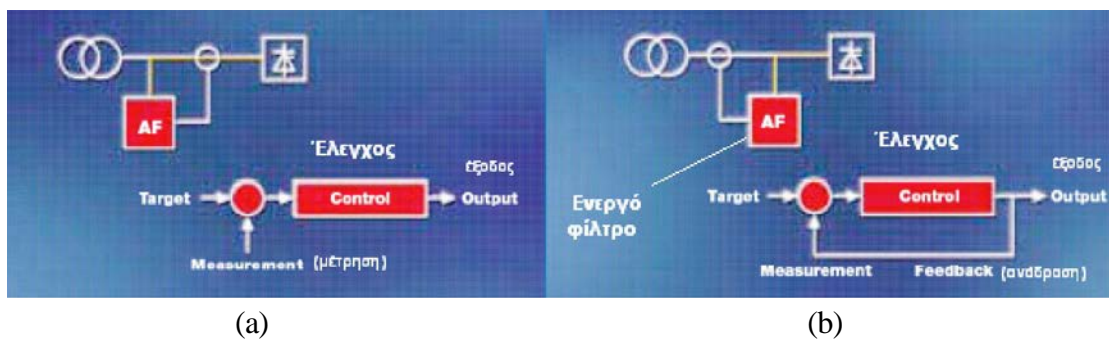 AF
Έλεγχος
έξοδος
Target
Control
Output
Measurement (μέτρηση)
(a)
AF
Έλεγχος
Ενεργό
φίλτρο
έξοδος
Target
Control
Output
Measurement
Feedback (ανάδραση)
(b)